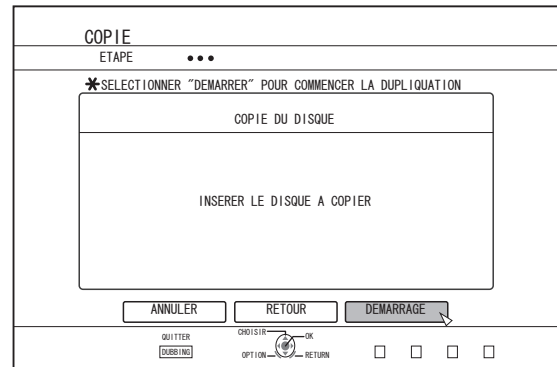 COPIE
ETAPE •••
*SELECTIONNER "DEMARRER" POUR COMMENCER LA DUPLIQUATION
COPIE DU DISQUE
INSERER LE DISQUE A COPIER
ANNULER RETOUR DEMARRAGE
QUITTER CHOISIR OK
DUBBING OPTION RETURN